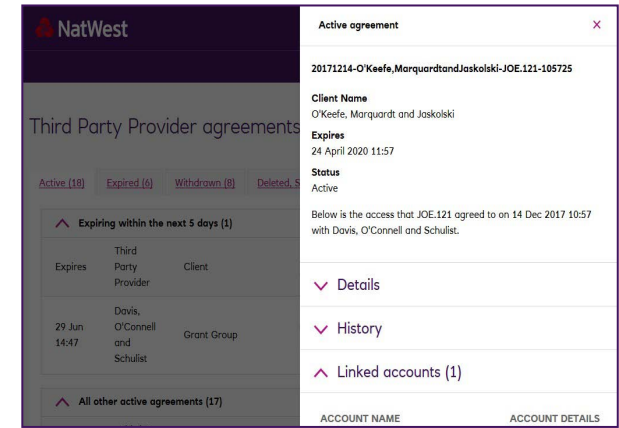 NatWest
Third Party Provider agreements
Active (18) Expired (6) Withdrawn (8) Deleted, S
Expiring within the next 5 days (1)
Expires
Third
Party
Provider
Client
29 Jun
14:47
Davis,
O'Connell
and
Schulist
Grant Group
All other active agreements (17)
Active agreement
20171214-O'Keefe,MarquardtandJaskolski-JOE.121-105725
Client Name
O'Keefe, Marquardt and Jaskolski
Expires
24 April 2020 11:57
Status
Active
Below is the access that JOE.121 agreed to on 14 Dec 2017 10:57
with Davis, O'Connell and Schulist.
Details
History
Linked accounts (1)
ACCOUNT NAME ACCOUNT DETAILS